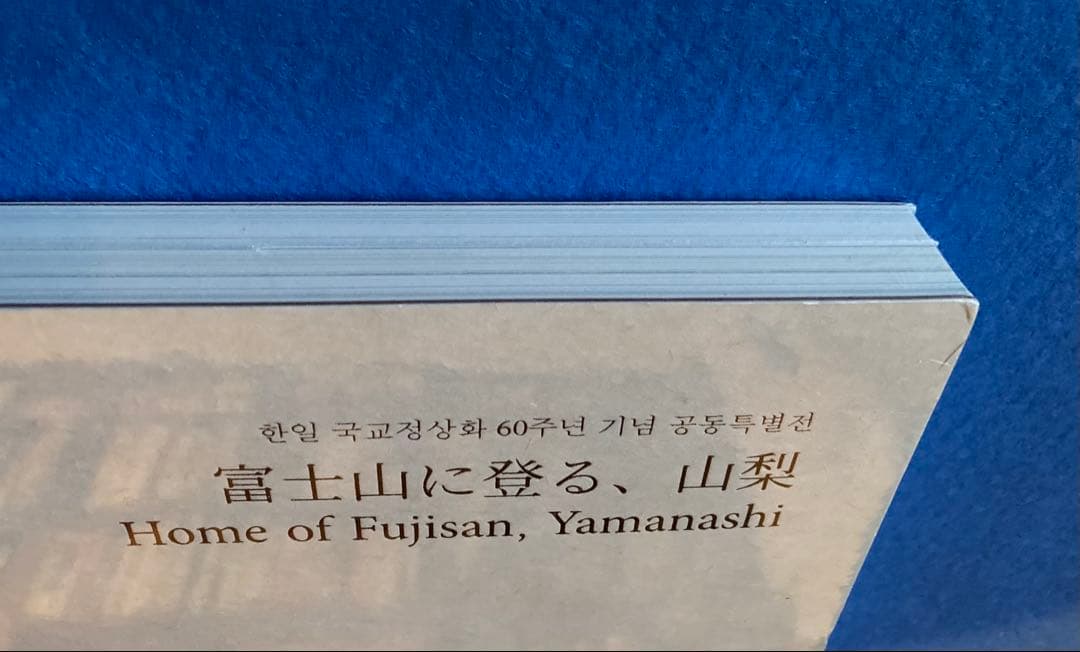 한일 국교정상화 60주년 기념 공동특별전
富士山に登る、山梨
Home of Fujisan, Yamanashi